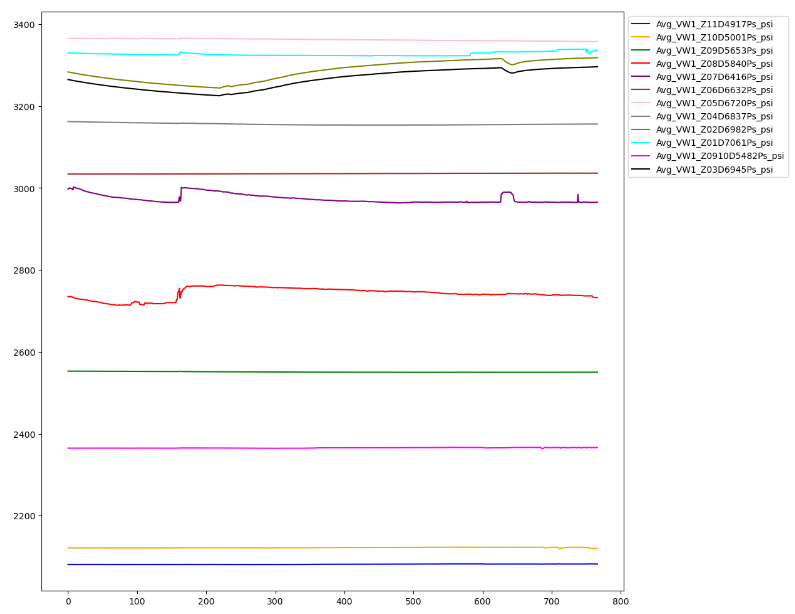 3400
3200
3000
2800
2600
2400
2200
0
100
200
300
400
500
600
700
800
Avg_VW1_Z11D4917Ps_psi
Avg_VW1_Z10D5001Ps_psi
Avg_VW1_Z09D5653Ps_psi
Avg_VW1_Z08D5840Ps_psi
Avg_VW1_Z07D6416Ps_psi
Avg_VW1_Z06D6632Ps_psi
Avg_VW1_Z05D6720Ps_psi
Avg_VW1_Z04D6837Ps_psi
Avg_VW1_Z02D6982Ps_psi
Avg_VW1_Z01D7061Ps_psi
Avg_VW1_Z0910D5482Ps_psi
Avg_VW1_Z03D6945Ps_psi